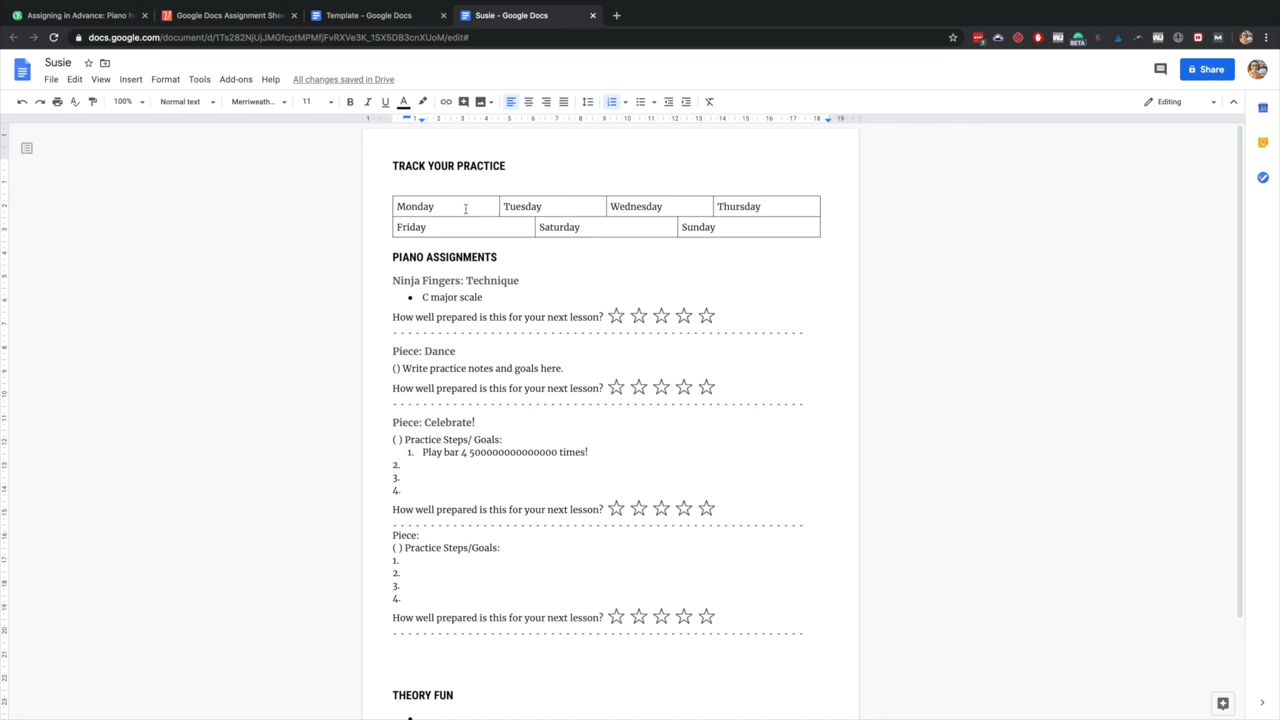 Assigning in Advance: Piano ho
Google Docs Assignment Shee
Template - Google Docs
Susie - Google Docs
docs.google.com/document/d/1Ts282NjUjJMGfcptMPMfjFvRXVe3K_1SX5DB3cnXUoM/edit#
Susie
File Edit View Insert Format Tools Add-ons Help All changes saved in Drive
Share
100% Normal text Merriweath... 11 Editing
TRACK YOUR PRACTICE
Monday Tuesday Wednesday Thursday
Friday Saturday Sunday
PIANO ASSIGNMENTS
Ninja Fingers: Technique
● C major scale
How well prepared is this for your next lesson? ☆ ☆ ☆ ☆ ☆
Piece: Dance
() Write practice notes and goals here.
How well prepared is this for your next lesson? ☆ ☆ ☆ ☆ ☆
Piece: Celebrate!
( ) Practice Steps/ Goals:
1. Play bar 4 500000000000000 times!
2.
3.
4.
How well prepared is this for your next lesson? ☆ ☆ ☆ ☆ ☆
Piece:
( ) Practice Steps/Goals:
1.
2.
3.
4.
How well prepared is this for your next lesson? ☆ ☆ ☆ ☆ ☆
THEORY FUN